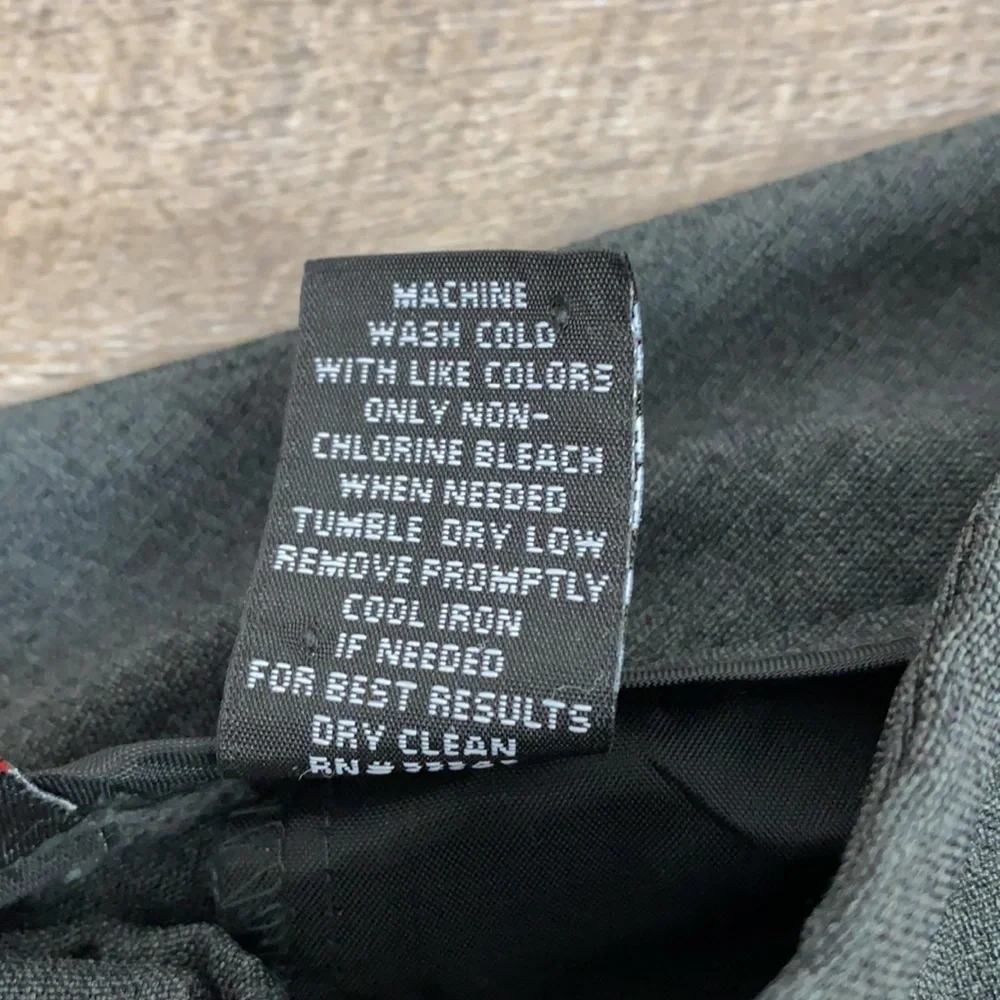 MACHINE
WASH COLD
WITH LIKE COLORS
ONLY NON-
CHLORINE BLEACH
WHEN NEEDED
TUMBLE DRY LOW
REMOVE PROMPTLY
COOL IRON
IF NEEDED
FOR BEST RESULTS
DRY CLEAN
RN#